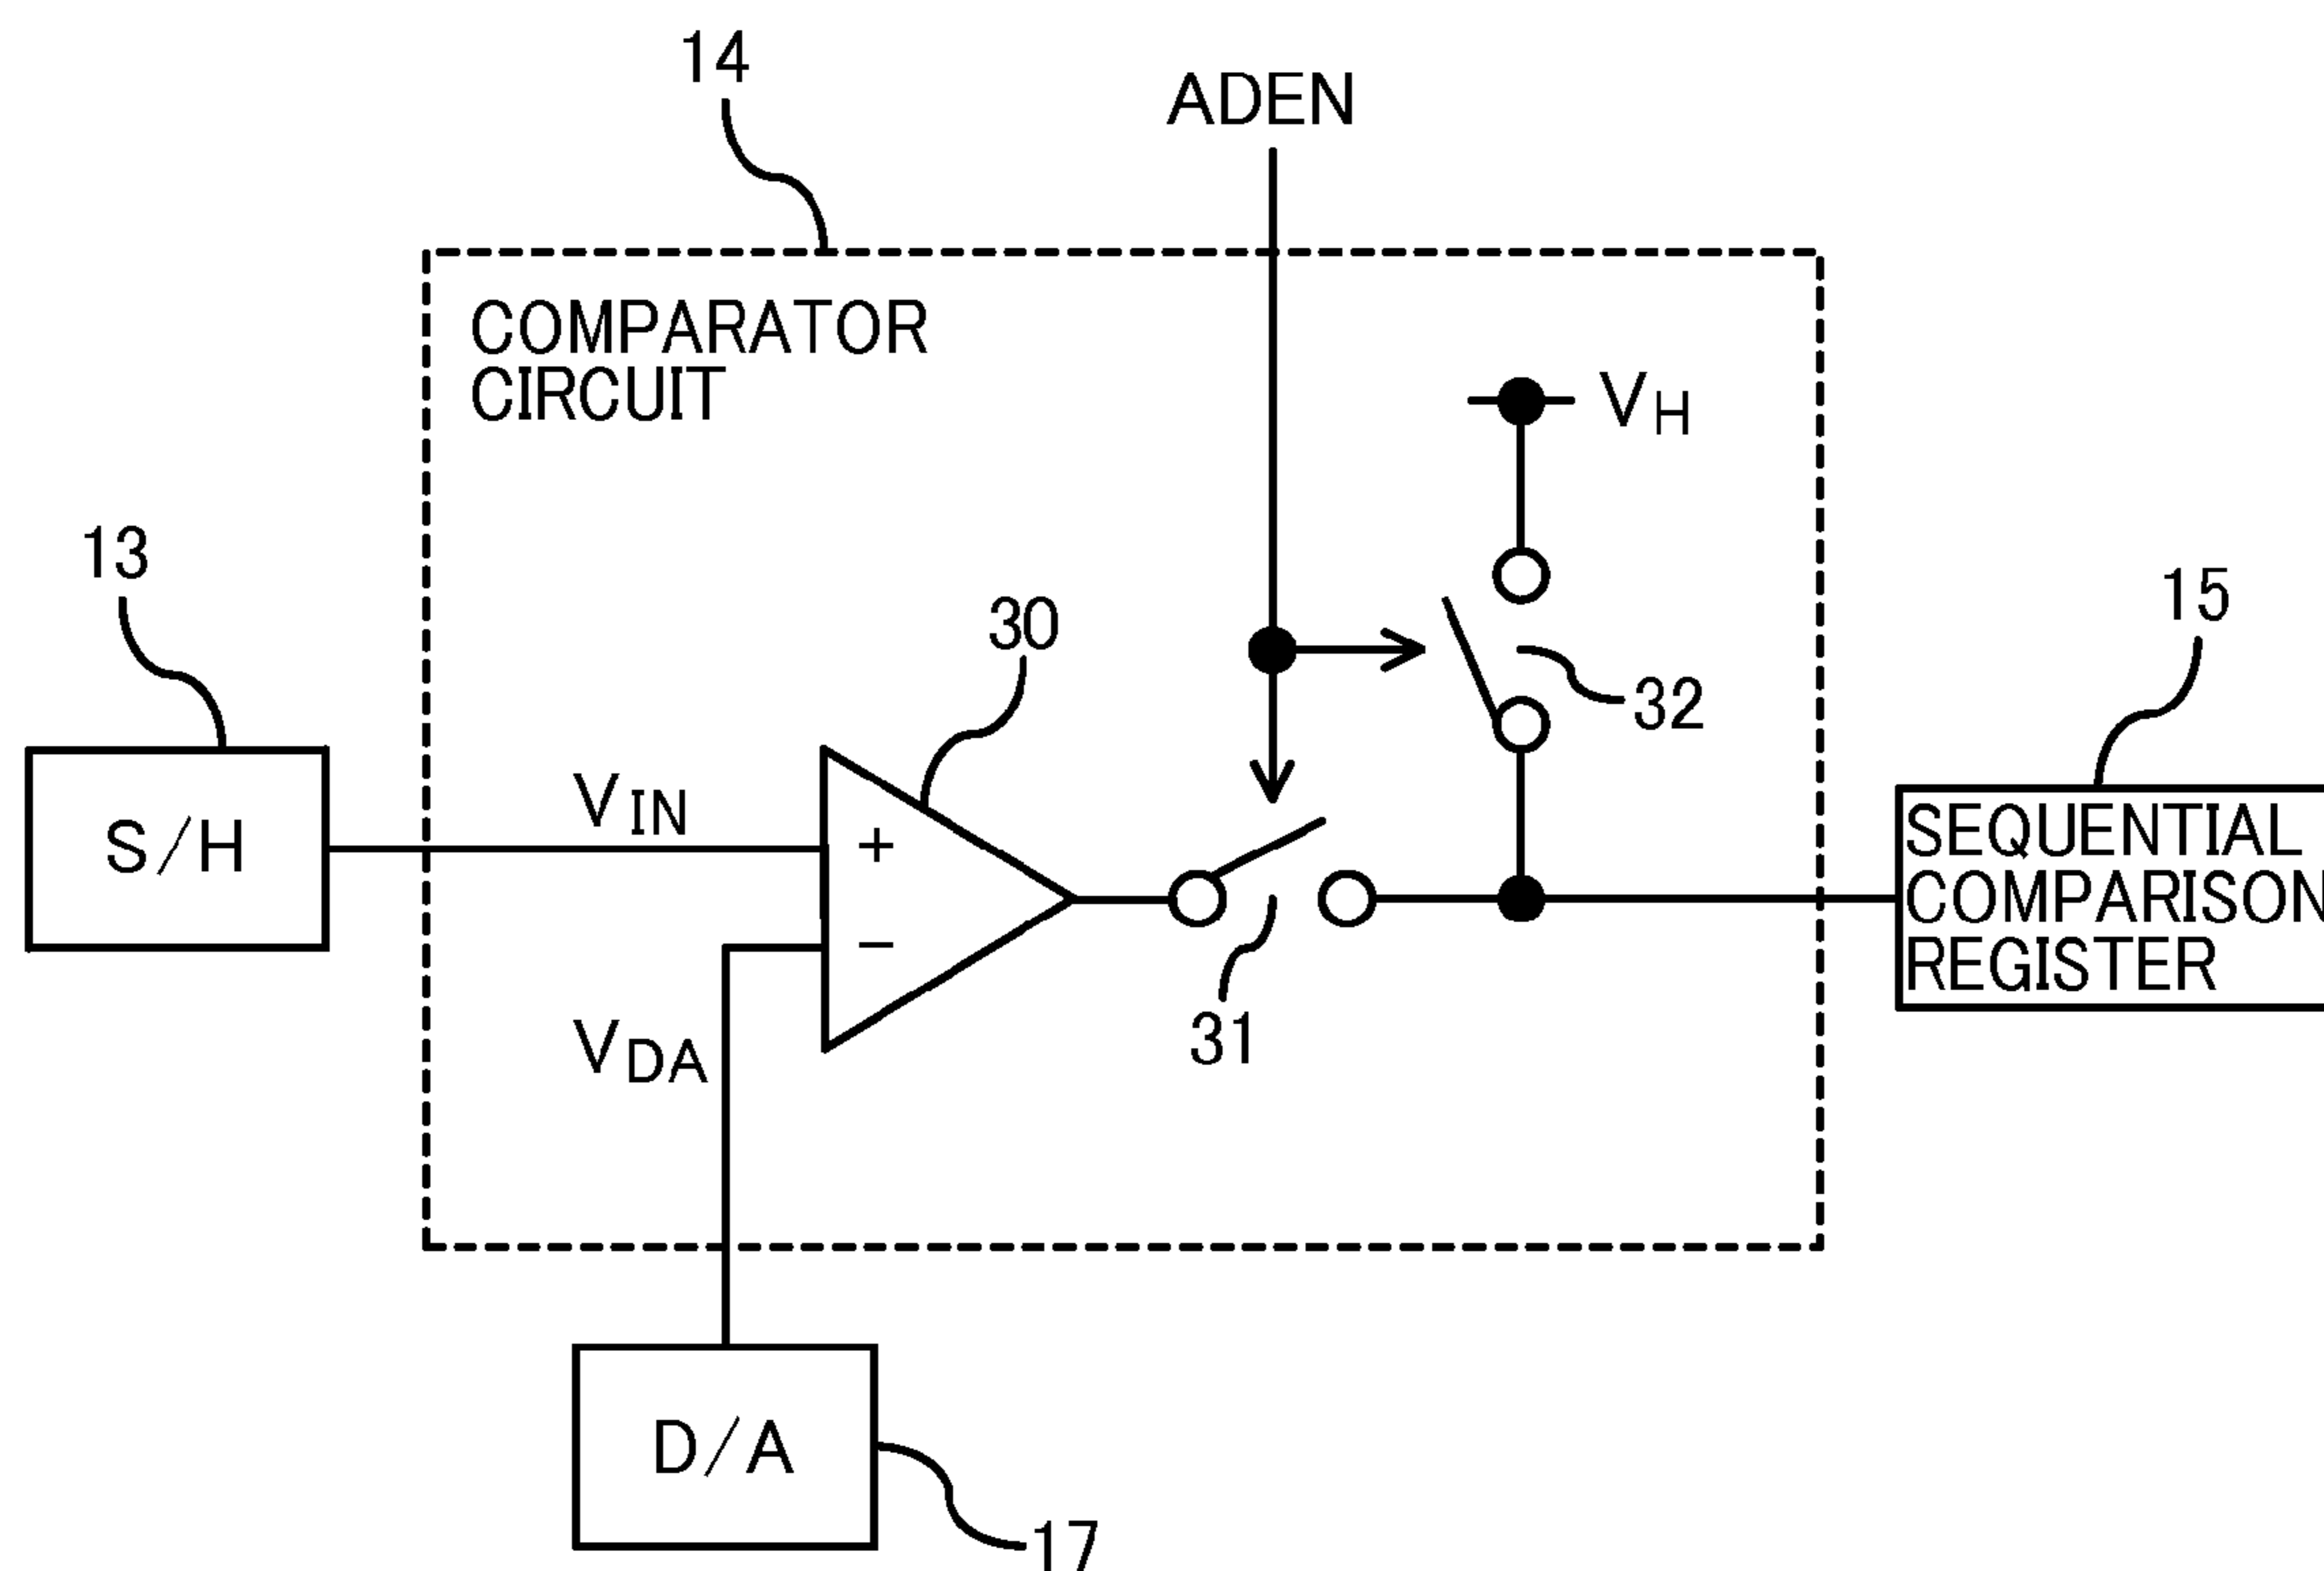 14
ADEN
COMPARATOR
CIRCUIT
VH
13
15
30
32
VIN
S/H
+
SEQUENTIAL
COMPARISON
REGISTER
−
31
VDA
D/A
17